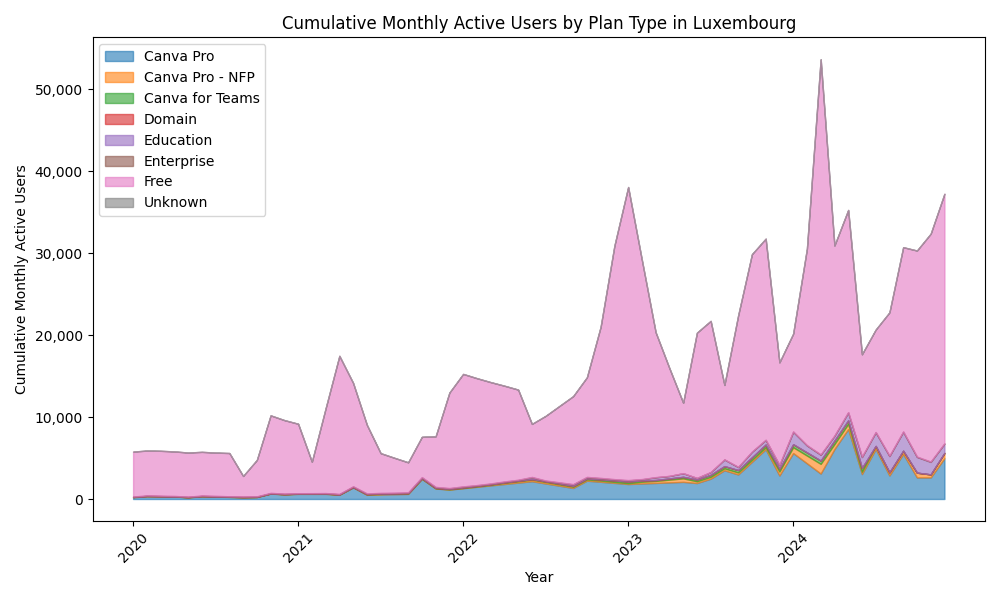 Cumulative Monthly Active Users by Plan Type in Luxembourg
Canva Pro
Canva Pro - NFP
Canva for Teams
Domain
Education
Enterprise
Free
Unknown
Cumulative Monthly Active Users
50,000
40,000
30,000
20,000
10,000
0
2020
2021
2022
2023
2024
Year